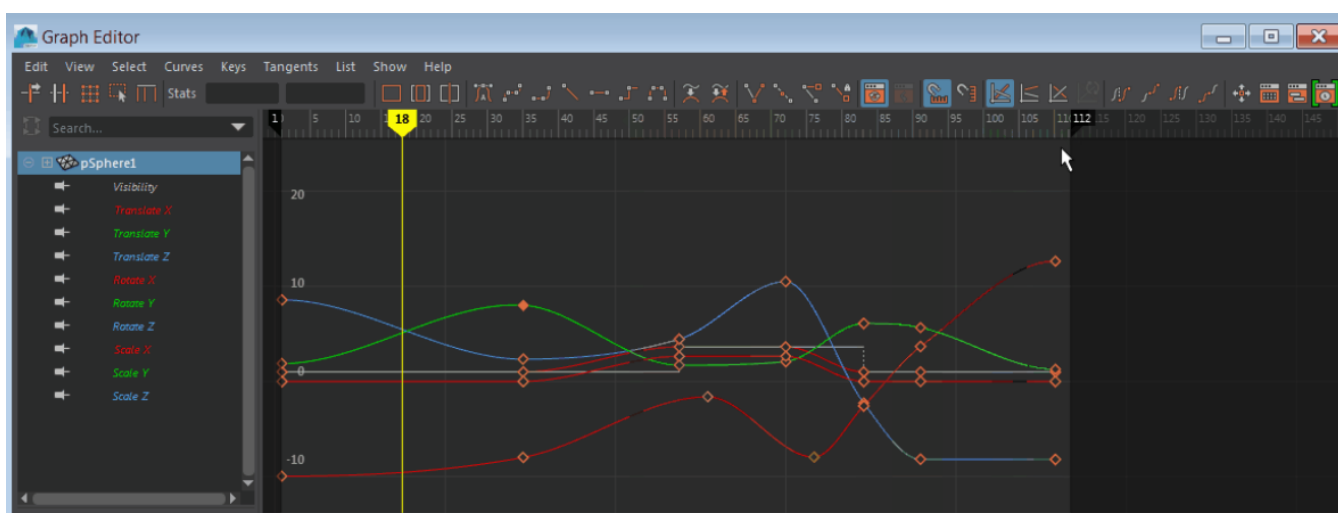 Graph Editor
Edit View Select Curves Keys Tangents List Show Help
Stats
Search...
1 5 10 18 20 25 30 35 40 45 50 55 60 65 70 75 80 85 90 95 100 105 110 112 115 120 125 130 135 140 145
pSphere1
Visibility
Translate X
Translate Y
Translate Z
Rotate X
Rotate Y
Rotate Z
Scale X
Scale Y
Scale Z
20
10
0
-10